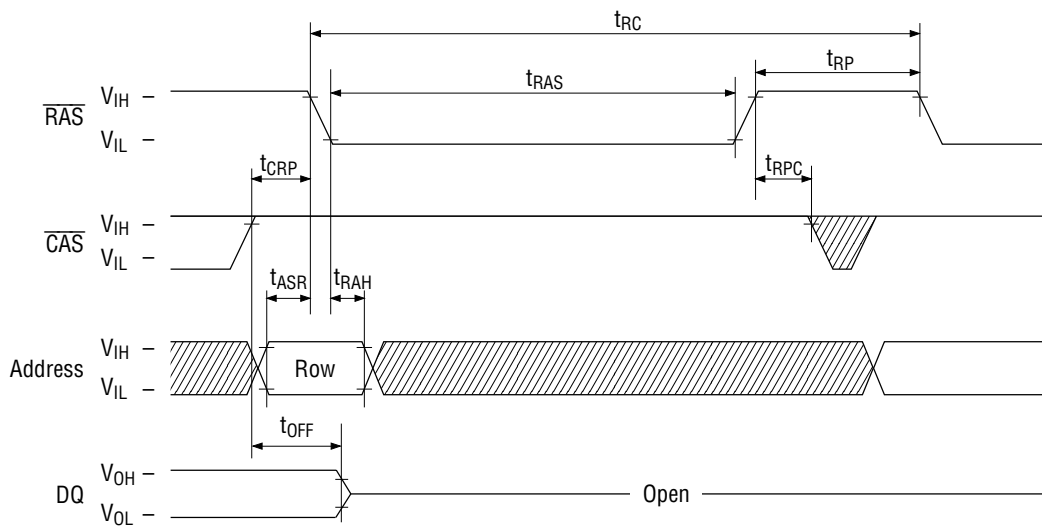 tRC
tRP
tRAS
RAS
VIH
VIL
tCRP
tRPC
CAS
VIH
VIL
tASR
tRAH
Address
VIH
VIL
Row
tOFF
DQ
VOH
VOL
Open